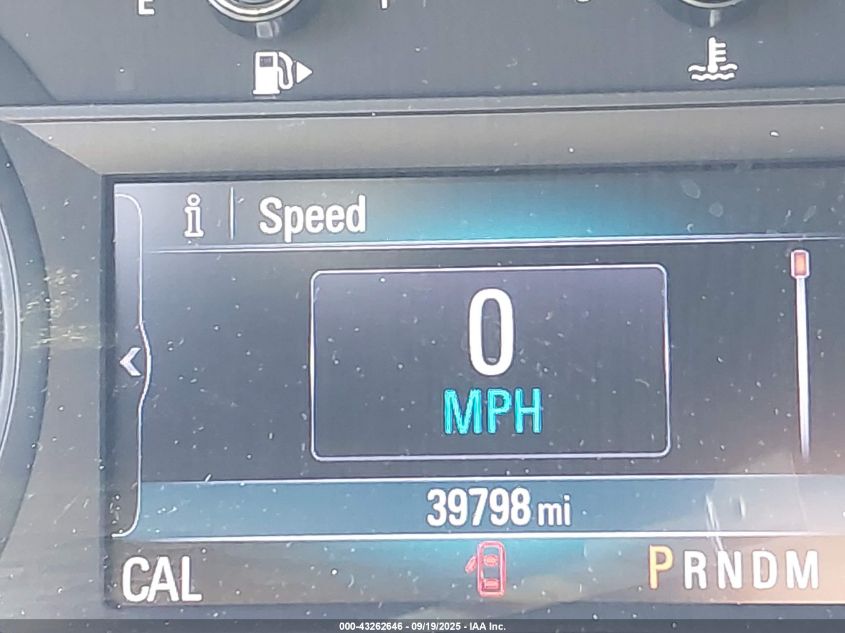 E
Speed
0
MPH
39798 mi
CAL
PRNDM
000-43262646 - 09/19/2025 - IAA Inc.